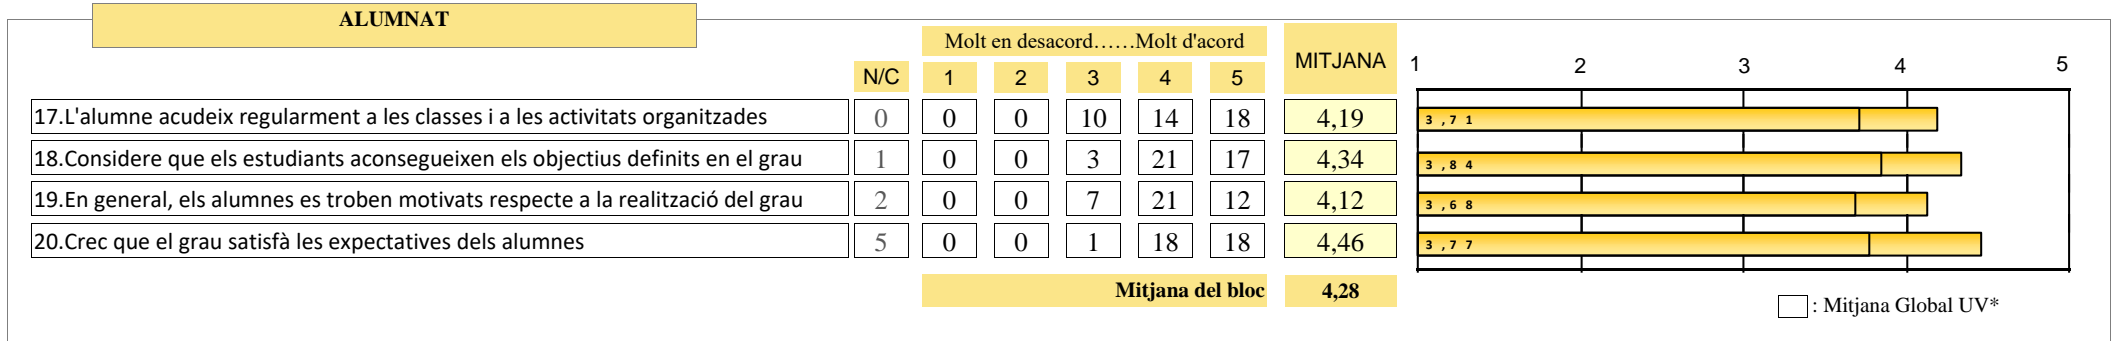 ALUMNAT
Molt en desacord……Molt d'acord
MITJANA
N/C 1 2 3 4 5
1 2 3 4 5
17.L'alumne acudeix regularment a les classes i a les activitats organitzades 0 0 0 10 14 18 4,19 3,71
18.Considere que els estudiants aconsegueixen els objectius definits en el grau 1 0 0 3 21 17 4,34 3,84
19.En general, els alumnes es troben motivats respecte a la realització del grau 2 0 0 7 21 12 4,12 3,68
20.Crec que el grau satisfà les expectatives dels alumnes 5 0 0 1 18 18 4,46 3,77
Mitjana del bloc 4,28
: Mitjana Global UV*